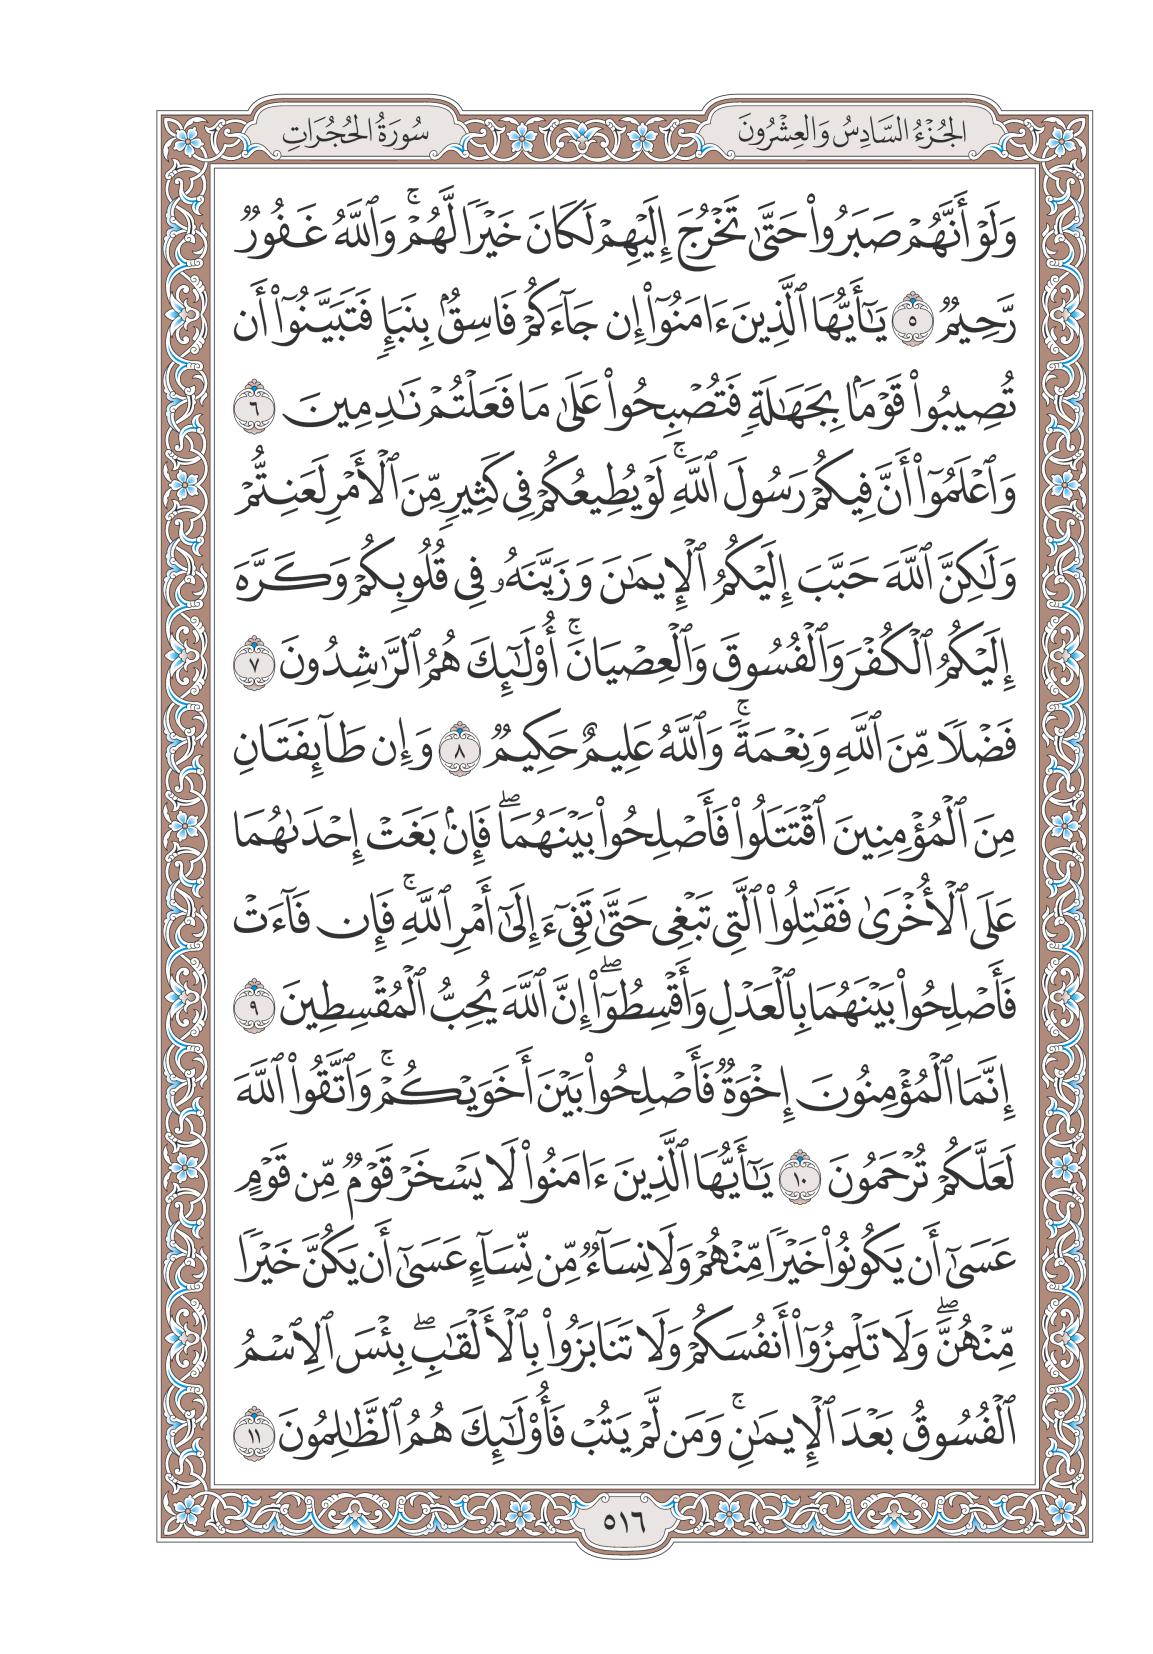 الجُزْءُ السَّادِسُ وَالعِشْرُونَ
سُورَةُ الحُجُرَاتِ
وَلَوۡ أَنَّهُمۡ صَبَرُواْ حَتَّىٰ تَخۡرُجَ إِلَيۡهِمۡ لَكَانَ خَيۡرٗا لَّهُمۡۚ وَٱللَّهُ غَفُورٞ
رَّحِيمٞ ٥ يَٰٓأَيُّهَا ٱلَّذِينَ ءَامَنُوٓاْ إِن جَآءَكُمۡ فَاسِقُۢ بِنَبَإٖ فَتَبَيَّنُوٓاْ أَن
تُصِيبُواْ قَوۡمَۢا بِجَهَٰلَةٖ فَتُصۡبِحُواْ عَلَىٰ مَا فَعَلۡتُمۡ نَٰدِمِينَ ٦
وَٱعۡلَمُوٓاْ أَنَّ فِيكُمۡ رَسُولَ ٱللَّهِۚ لَوۡ يُطِيعُكُمۡ فِي كَثِيرٖ مِّنَ ٱلۡأَمۡرِ لَعَنِتُّمۡ
وَلَٰكِنَّ ٱللَّهَ حَبَّبَ إِلَيۡكُمُ ٱلۡإِيمَٰنَ وَزَيَّنَهُۥ فِي قُلُوبِكُمۡ وَكَرَّهَ
إِلَيۡكُمُ ٱلۡكُفۡرَ وَٱلۡفُسُوقَ وَٱلۡعِصۡيَانَۚ أُوْلَٰٓئِكَ هُمُ ٱلرَّٰشِدُونَ ٧
فَضۡلٗا مِّنَ ٱللَّهِ وَنِعۡمَةٗۚ وَٱللَّهُ عَلِيمٌ حَكِيمٞ ٨ وَإِن طَآئِفَتَانِ
مِنَ ٱلۡمُؤۡمِنِينَ ٱقۡتَتَلُواْ فَأَصۡلِحُواْ بَيۡنَهُمَاۖ فَإِنۢ بَغَتۡ إِحۡدَىٰهُمَا
عَلَى ٱلۡأُخۡرَىٰ فَقَٰتِلُواْ ٱلَّتِي تَبۡغِي حَتَّىٰ تَفِيٓءَ إِلَىٰٓ أَمۡرِ ٱللَّهِۚ فَإِن فَآءَتۡ
فَأَصۡلِحُواْ بَيۡنَهُمَا بِٱلۡعَدۡلِ وَأَقۡسِطُوٓاْۖ إِنَّ ٱللَّهَ يُحِبُّ ٱلۡمُقۡسِطِينَ ٩
إِنَّمَا ٱلۡمُؤۡمِنُونَ إِخۡوَةٞ فَأَصۡلِحُواْ بَيۡنَ أَخَوَيۡكُمۡۚ وَٱتَّقُواْ ٱللَّهَ
لَعَلَّكُمۡ تُرۡحَمُونَ ١٠ يَٰٓأَيُّهَا ٱلَّذِينَ ءَامَنُواْ لَا يَسۡخَرۡ قَوۡمٞ مِّن قَوۡمٍ
عَسَىٰٓ أَن يَكُونُواْ خَيۡرٗا مِّنۡهُمۡ وَلَا نِسَآءٞ مِّن نِّسَآءٍ عَسَىٰٓ أَن يَكُنَّ خَيۡرٗا
مِّنۡهُنَّۖ وَلَا تَلۡمِزُوٓاْ أَنفُسَكُمۡ وَلَا تَنَابَزُواْ بِٱلۡأَلۡقَٰبِۖ بِئۡسَ ٱلِٱسۡمُ
ٱلۡفُسُوقُ بَعۡدَ ٱلۡإِيمَٰنِۚ وَمَن لَّمۡ يَتُبۡ فَأُوْلَٰٓئِكَ هُمُ ٱلظَّٰلِمُونَ ١١
٥١٦